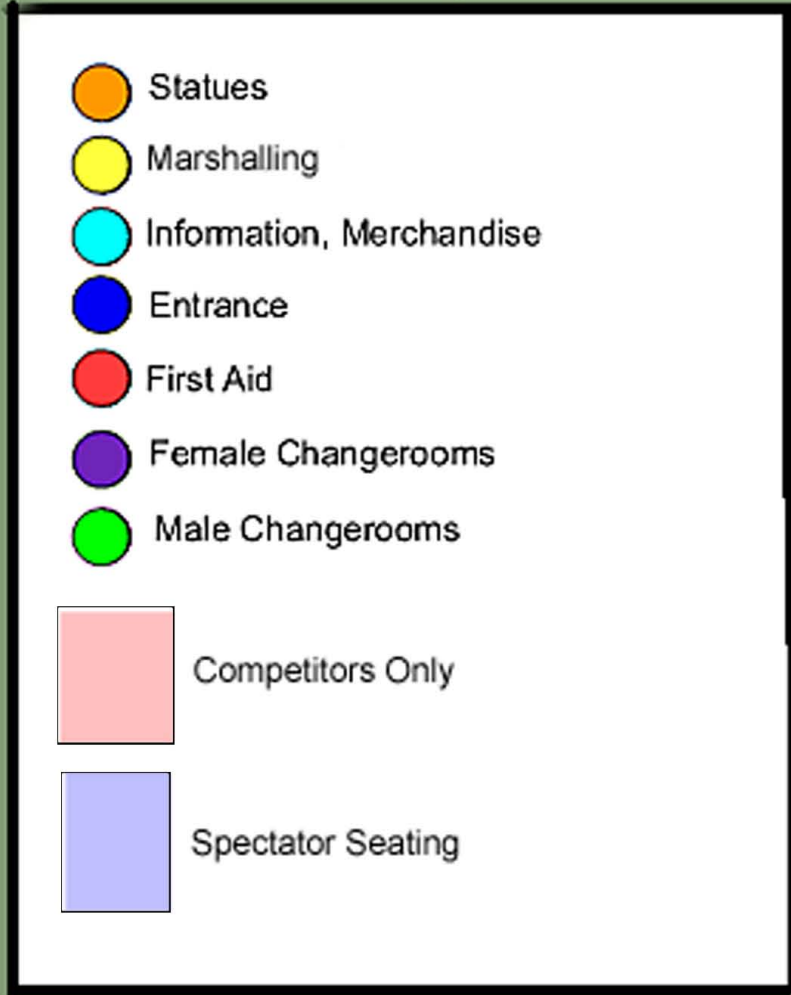 Statues
Marshalling
Information, Merchandise
Entrance
First Aid
Female Changerooms
Male Changerooms
Competitors Only
Spectator Seating